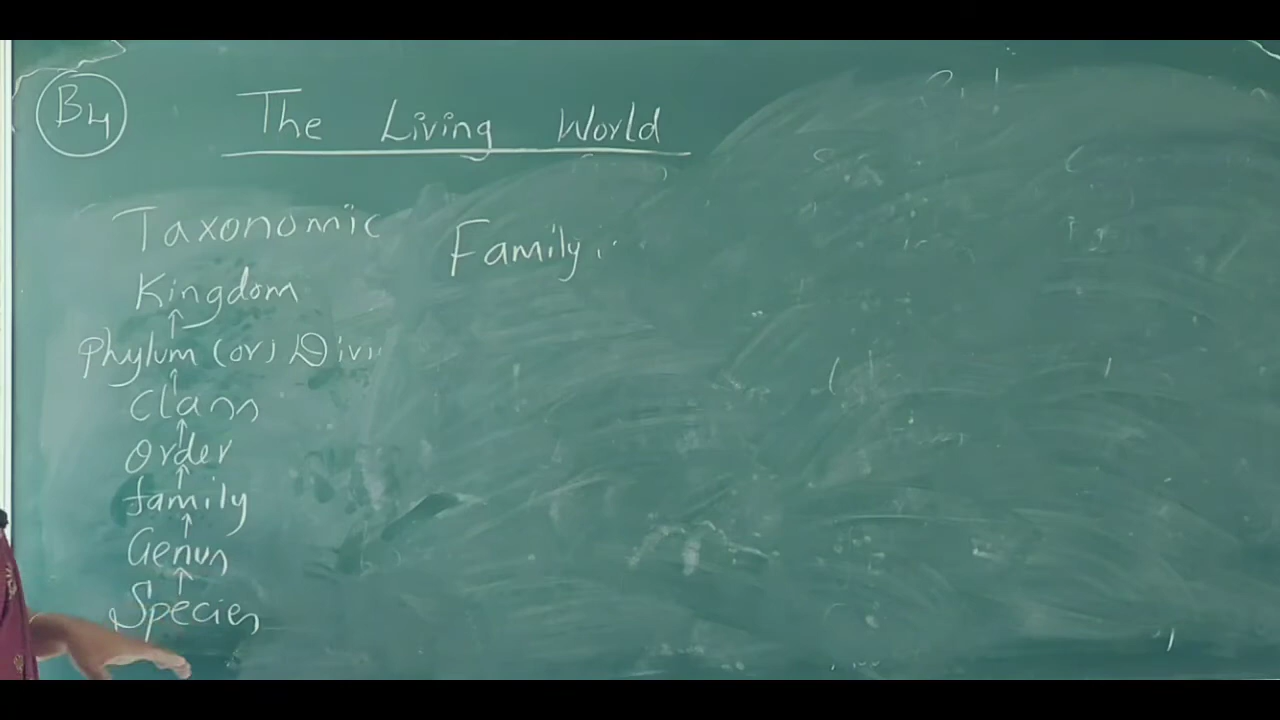 B4
The Living World
Taxonomic
Family :
Kingdom
↑
Phylum (or) Divi
↑
Class
↑
Order
↑
family
↑
Genus
↑
Species